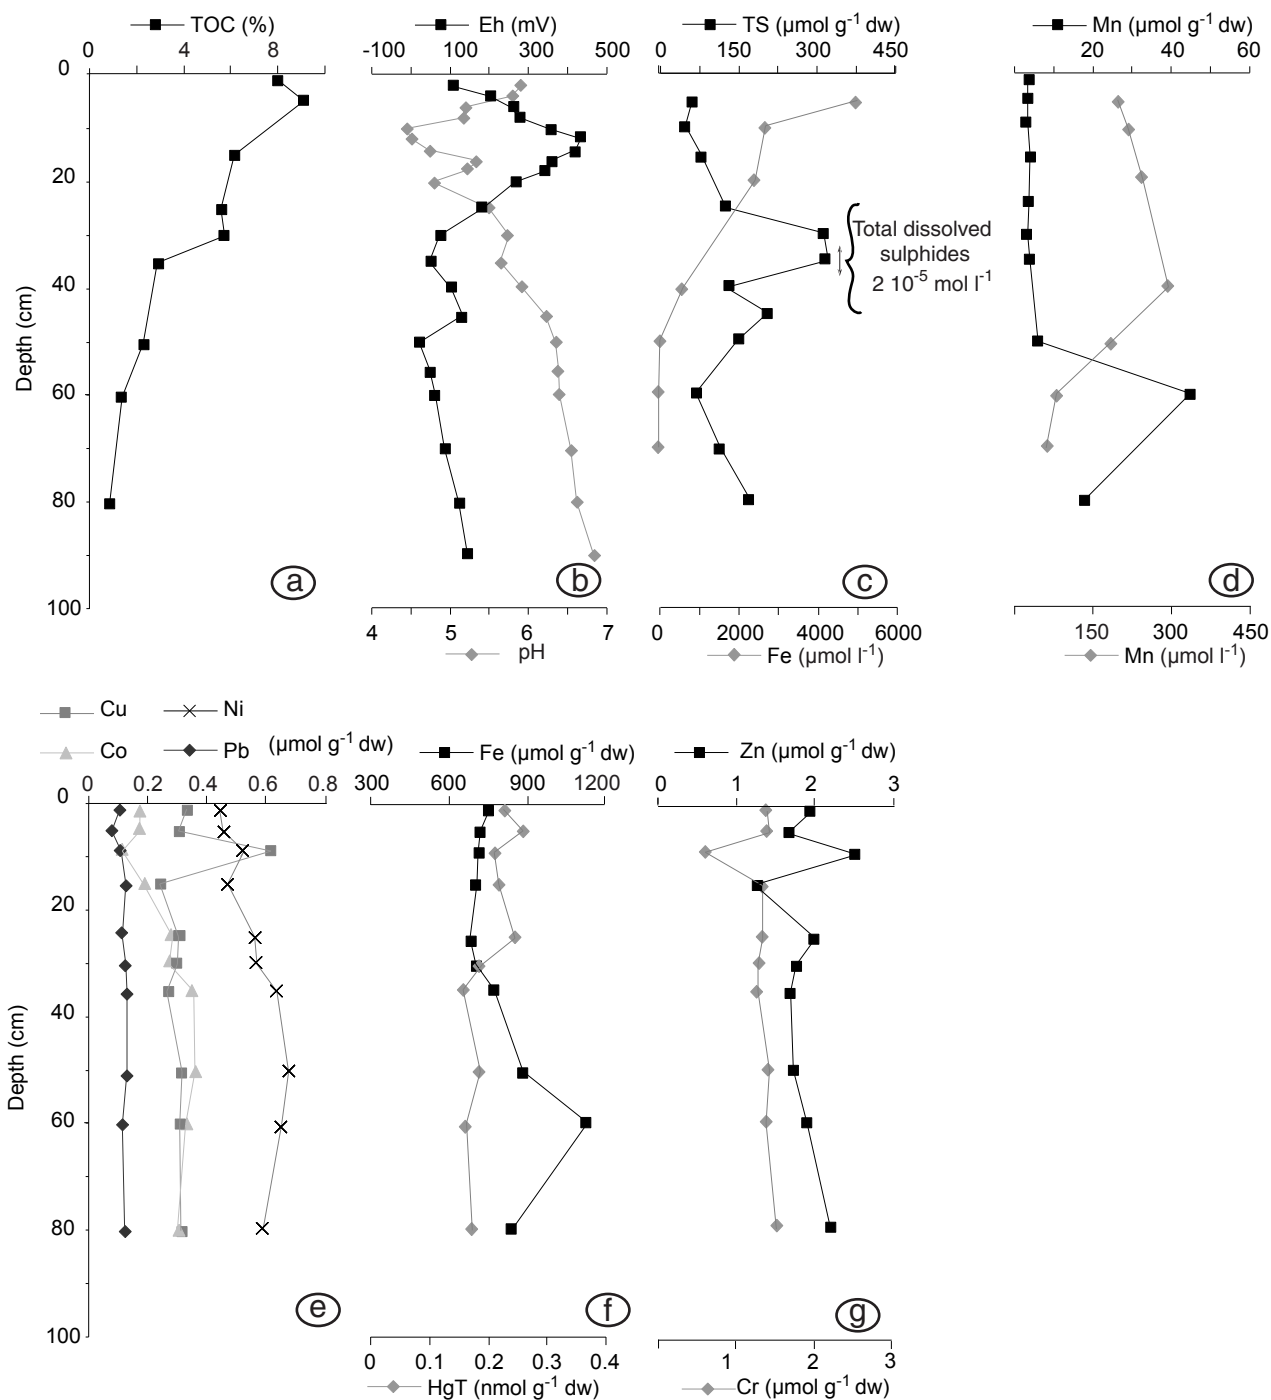 TOC (%)
0 4 8
Eh (mV)
-100 100 300 500
TS (µmol g-1 dw)
0 150 300 450
Mn (µmol g-1 dw)
20 60
40
0
20
40
60
80
100
Depth (cm)
Total dissolved
sulphides
2 10-5 mol l-1
a
b
c
d
4 5 6 7
pH
0 2000 4000 6000
Fe (µmol l-1)
150 300 450
Mn (µmol l-1)
Cu
Ni
Co
Pb
(µmol g-1 dw)
0 0.2 0.4 0.6 0.8
Fe (µmol g-1 dw)
300 600 900 1200
Zn (µmol g-1 dw)
0 1 2 3
0
20
40
60
80
100
Depth (cm)
e
f
g
0 0.1 0.2 0.3 0.4
HgT (nmol g-1 dw)
0 1 2 3
Cr (µmol g-1 dw)